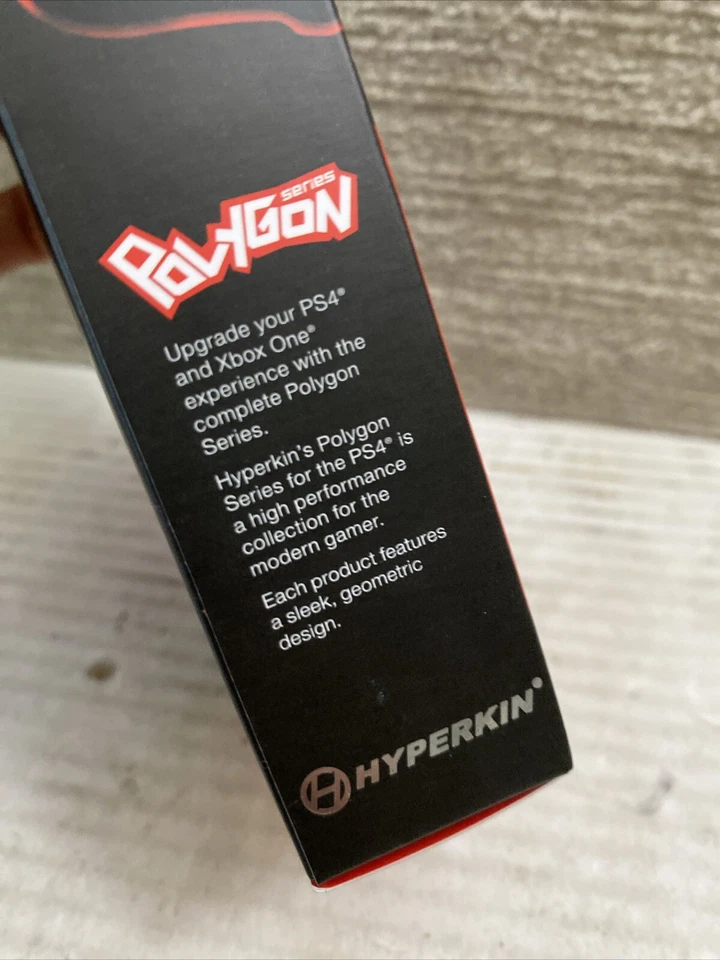 series
POLYGON
Upgrade your PS4®
and Xbox One®
experience with the
complete Polygon
Series.
Hyperkin's Polygon
Series for the PS4® is
a high performance
collection for the
modern gamer.
Each product features
a sleek, geometric
design.
HYPERKIN®